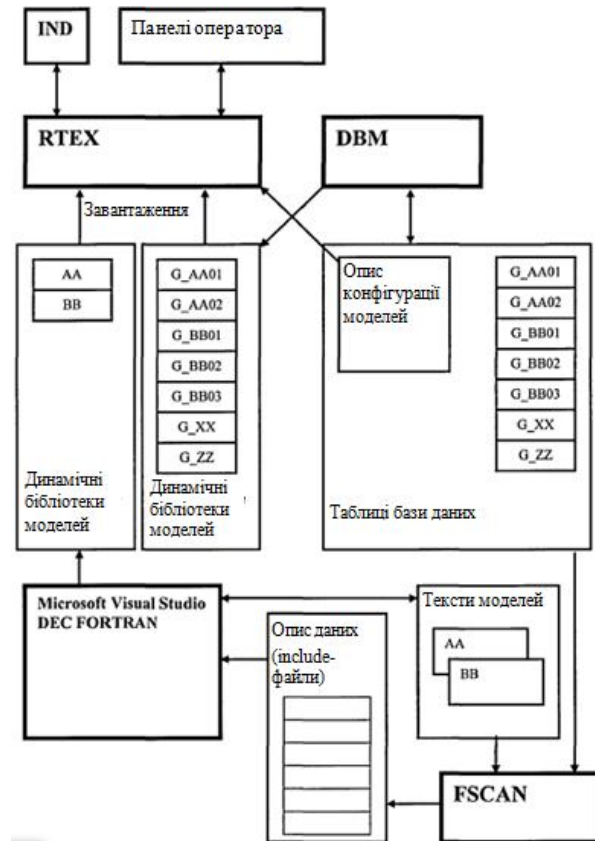 IND
Панелі оператора
RTEX
DBM
Завантаження
AA
BB
Динамічні
бібліотеки
моделей
G_AA01
G_AA02
G_BB01
G_BB02
G_BB03
G_XX
G_ZZ
Динамічні
бібліотеки
моделей
Опис
конфігурації
моделей
G_AA01
G_AA02
G_BB01
G_BB02
G_BB03
G_XX
G_ZZ
Таблиці бази даних
Microsoft Visual Studio
DEC FORTRAN
Опис даних
(include-
файли)
Тексти моделей
AA
BB
FSCAN